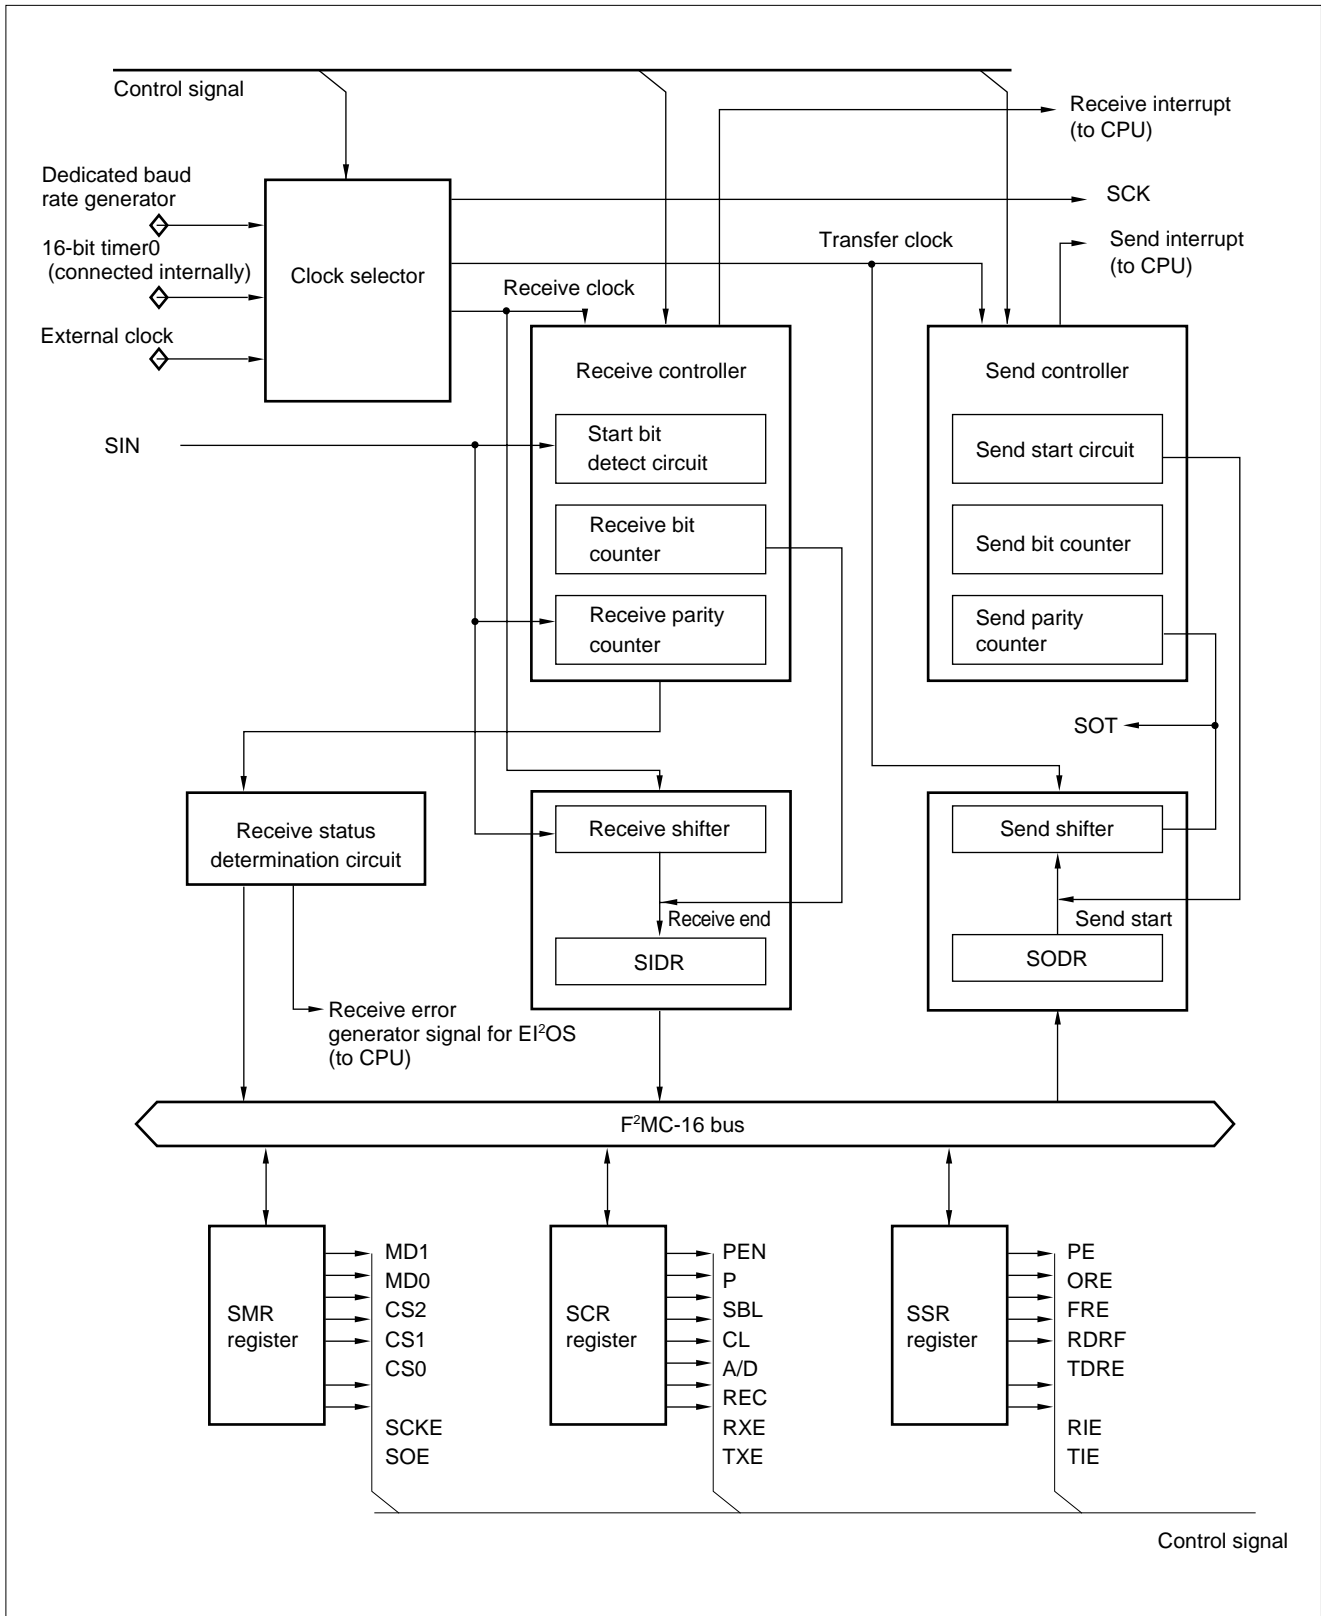 Control signal
Receive interrupt
(to CPU)
Dedicated baud
rate generator
SCK
16-bit timer0
(connected internally)
Clock selector
Transfer clock
Send interrupt
(to CPU)
Receive clock
External clock
Receive controller
Send controller
SIN
Start bit
detect circuit
Send start circuit
Receive bit
counter
Send bit counter
Receive parity
counter
Send parity
counter
SOT
Receive status
determination circuit
Receive shifter
Send shifter
Receive end
Send start
SIDR
SODR
Receive error
generator signal for EI²OS
(to CPU)
F²MC-16 bus
SMR
register
MD1
MD0
CS2
CS1
CS0
SCKE
SOE
SCR
register
PEN
P
SBL
CL
A/D
REC
RXE
TXE
SSR
register
PE
ORE
FRE
RDRF
TDRE
RIE
TIE
Control signal